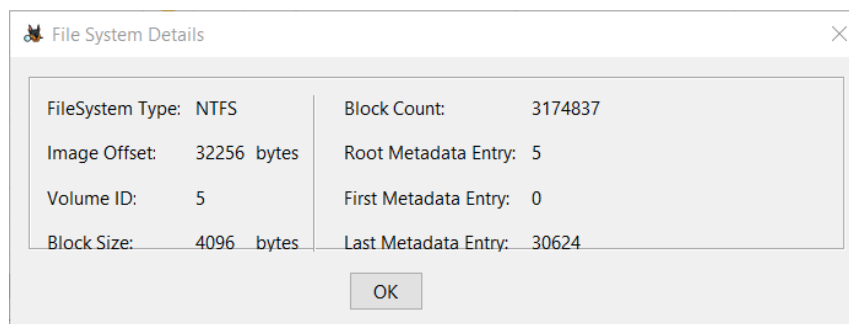 File System Details
FileSystem Type: NTFS
Block Count: 3174837
Image Offset: 32256 bytes
Root Metadata Entry: 5
Volume ID: 5
First Metadata Entry: 0
Block Size: 4096 bytes
Last Metadata Entry: 30624
OK